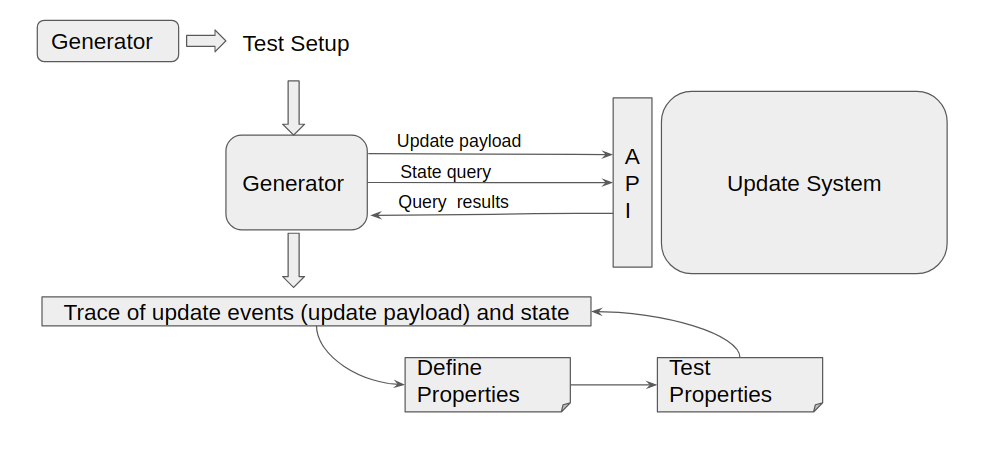 Generator
Test Setup
Update payload
State query
Query results
Generator
A
P
I
Update System
Trace of update events (update payload) and state
Define
Properties
Test
Properties